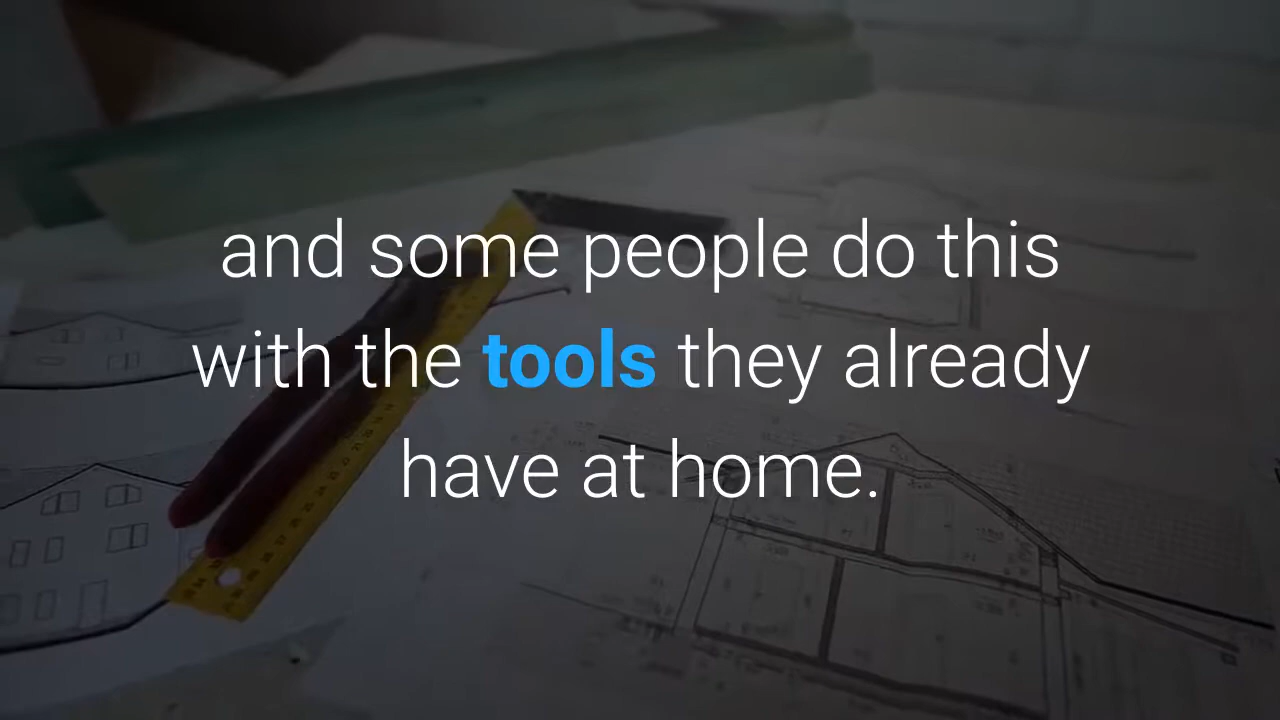 and some people do this
with the tools they already
have at home.